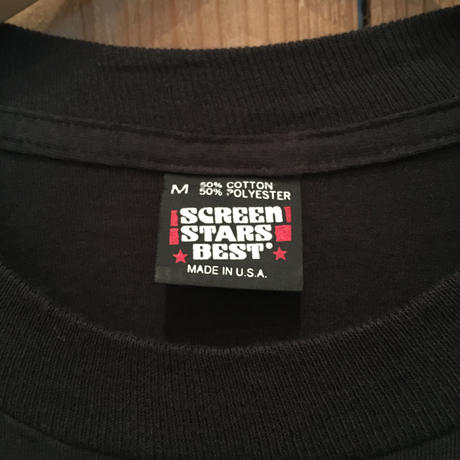 M 50% COTTON
50% POLYESTER
SCREEN
STARS
BEST®
MADE IN U.S.A.